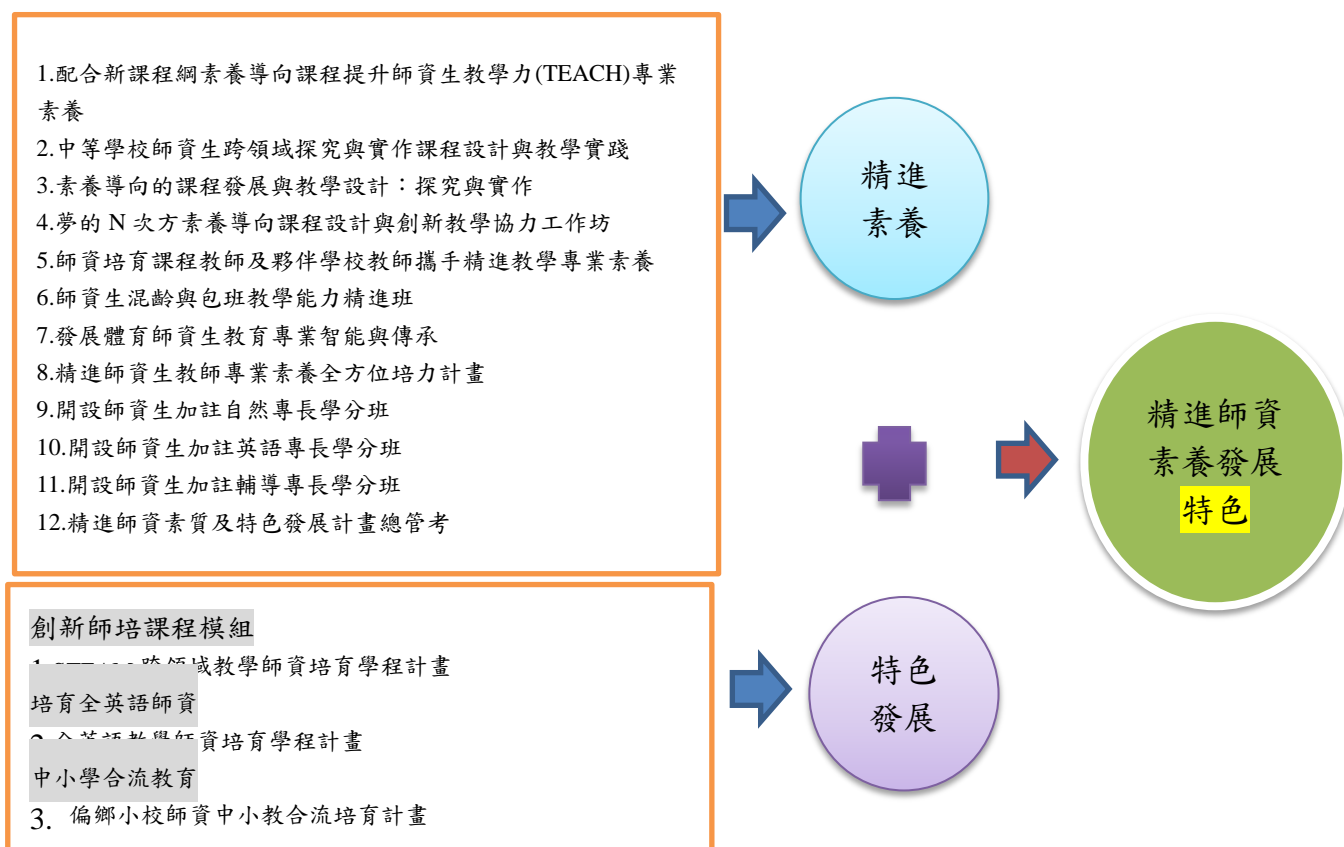 1.配合新課程綱素養導向課程提升師資生教學力(TEACH)專業
素養
2.中等學校師資生跨領域探究與實作課程設計與教學實踐
3.素養導向的課程發展與教學設計：探究與實作
4.夢的 N 次方素養導向課程設計與創新教學協力工作坊
5.師資培育課程教師及夥伴學校教師攜手精進教學專業素養
6.師資生混齡與包班教學能力精進班
7.發展體育師資生教育專業智能與傳承
8.精進師資生教師專業素養全方位培力計畫
9.開設師資生加註自然專長學分班
10.開設師資生加註英語專長學分班
11.開設師資生加註輔導專長學分班
12.精進師資素質及特色發展計畫總管考
精進
素養
精進師資
素養發展
特色
創新師培課程模組
跨領域教學師資培育學程計畫
培育全英語師資
資培育學程計畫
中小學合流教育
3. 偏鄉小校師資中小教合流培育計畫
特色
發展